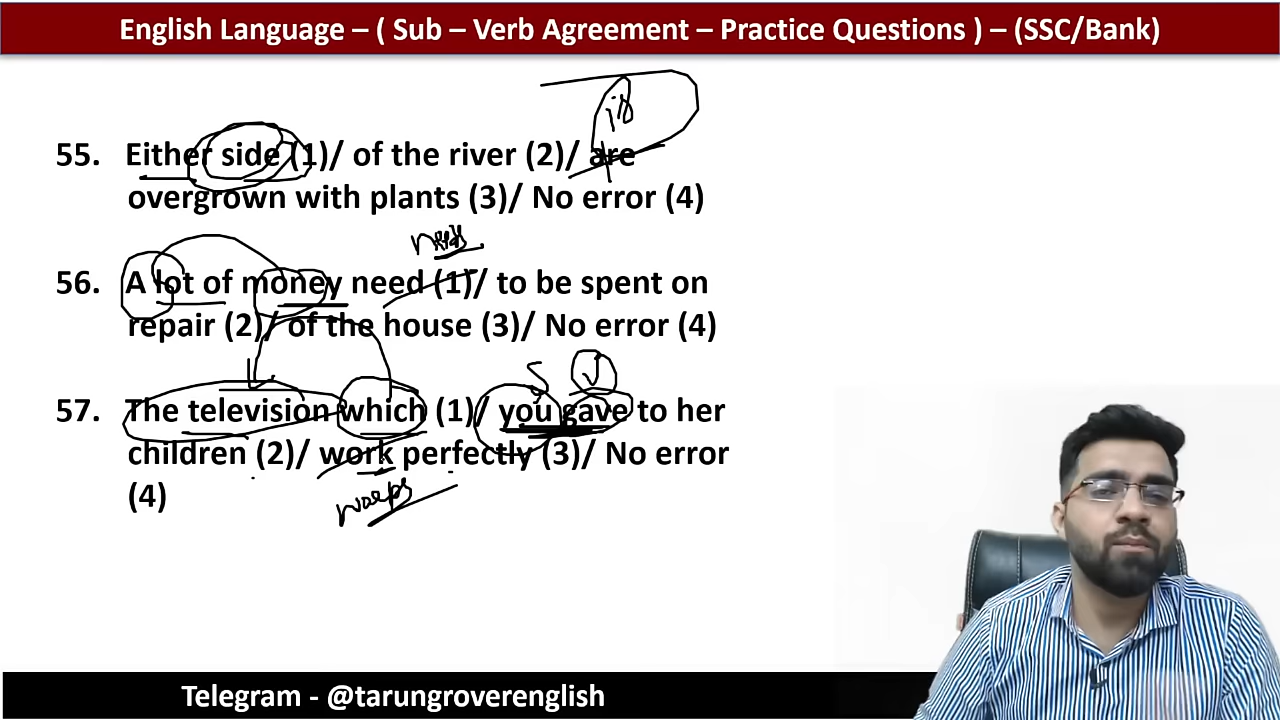 English Language – ( Sub – Verb Agreement – Practice Questions ) – (SSC/Bank)
is
55. Either side (1)/ of the river (2)/ are
overgrown with plants (3)/ No error (4)
needs
56. A lot of money need (1)/ to be spent on
repair (2)/ of the house (3)/ No error (4)
S V
57. The television which (1)/ you gave to her
children (2)/ work perfectly (3)/ No error
(4)
works
Telegram - @tarungroverenglish